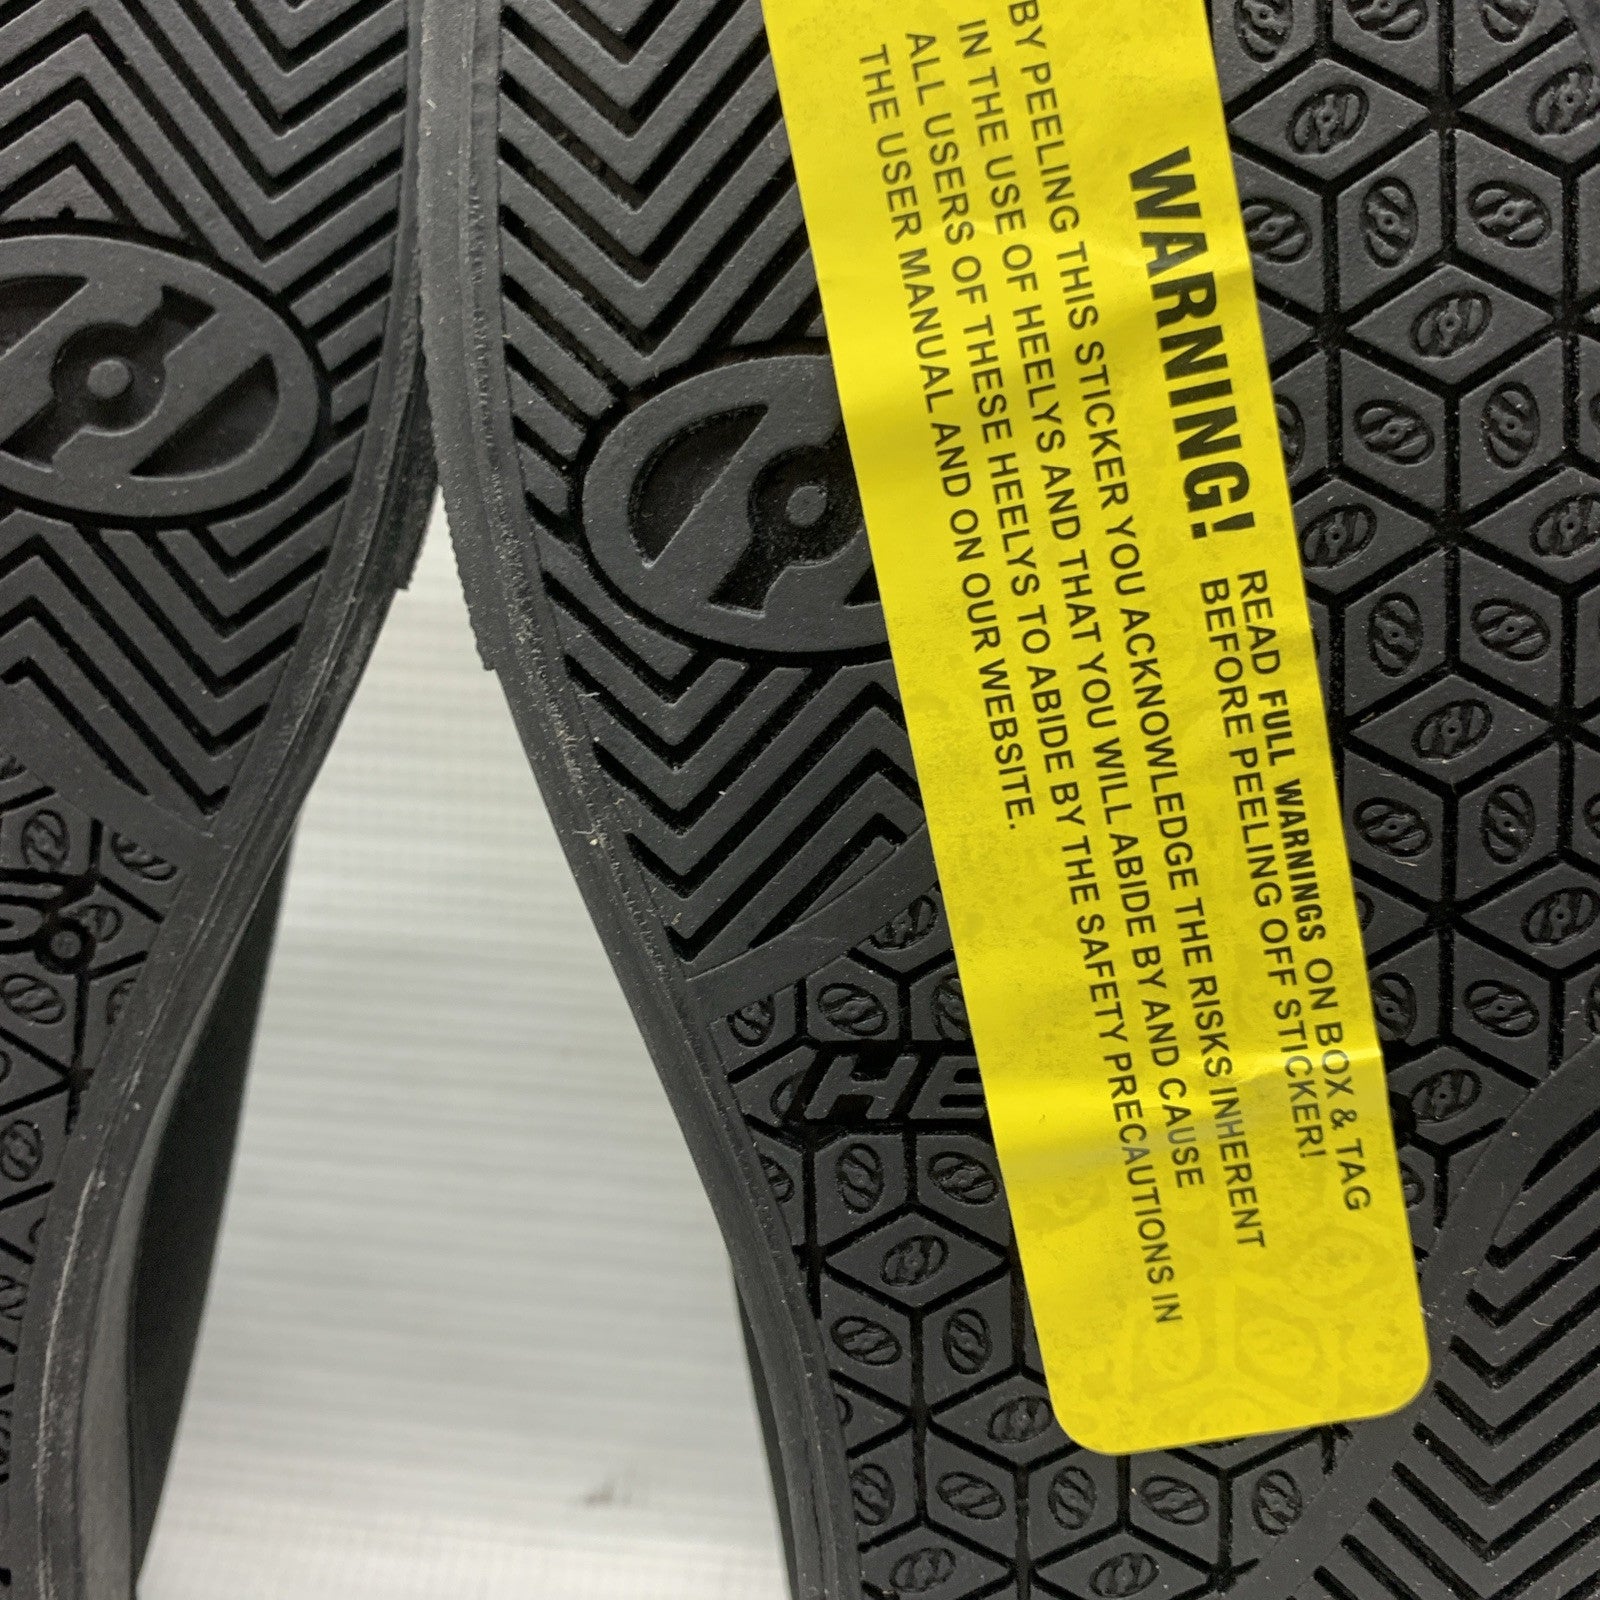 WARNING!
READ FULL WARNINGS ON BOX & TAG
BEFORE PEELING OFF STICKER!
BY PEELING THIS STICKER YOU ACKNOWLEDGE THE RISKS INHERENT
IN THE USE OF HEELYS AND THAT YOU WILL ABIDE BY AND CAUSE
ALL USERS OF THESE HEELYS TO ABIDE BY THE SAFETY PRECAUTIONS IN
THE USER MANUAL AND ON OUR WEBSITE.
HE